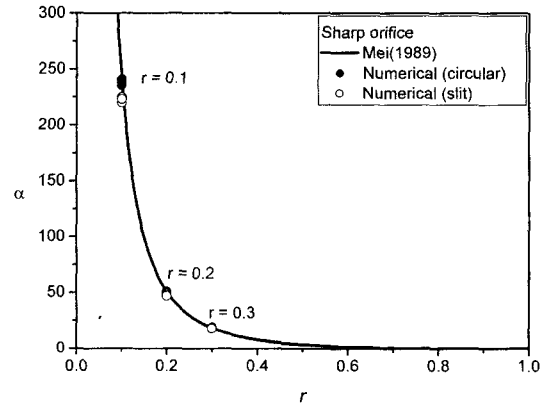 300
250
200
150
100
50
0
α
Sharp orifice
Mei(1989)
Numerical (circular)
Numerical (slit)
r = 0.1
r = 0.2
r = 0.3
0.0 0.2 0.4 0.6 0.8 1.0
r